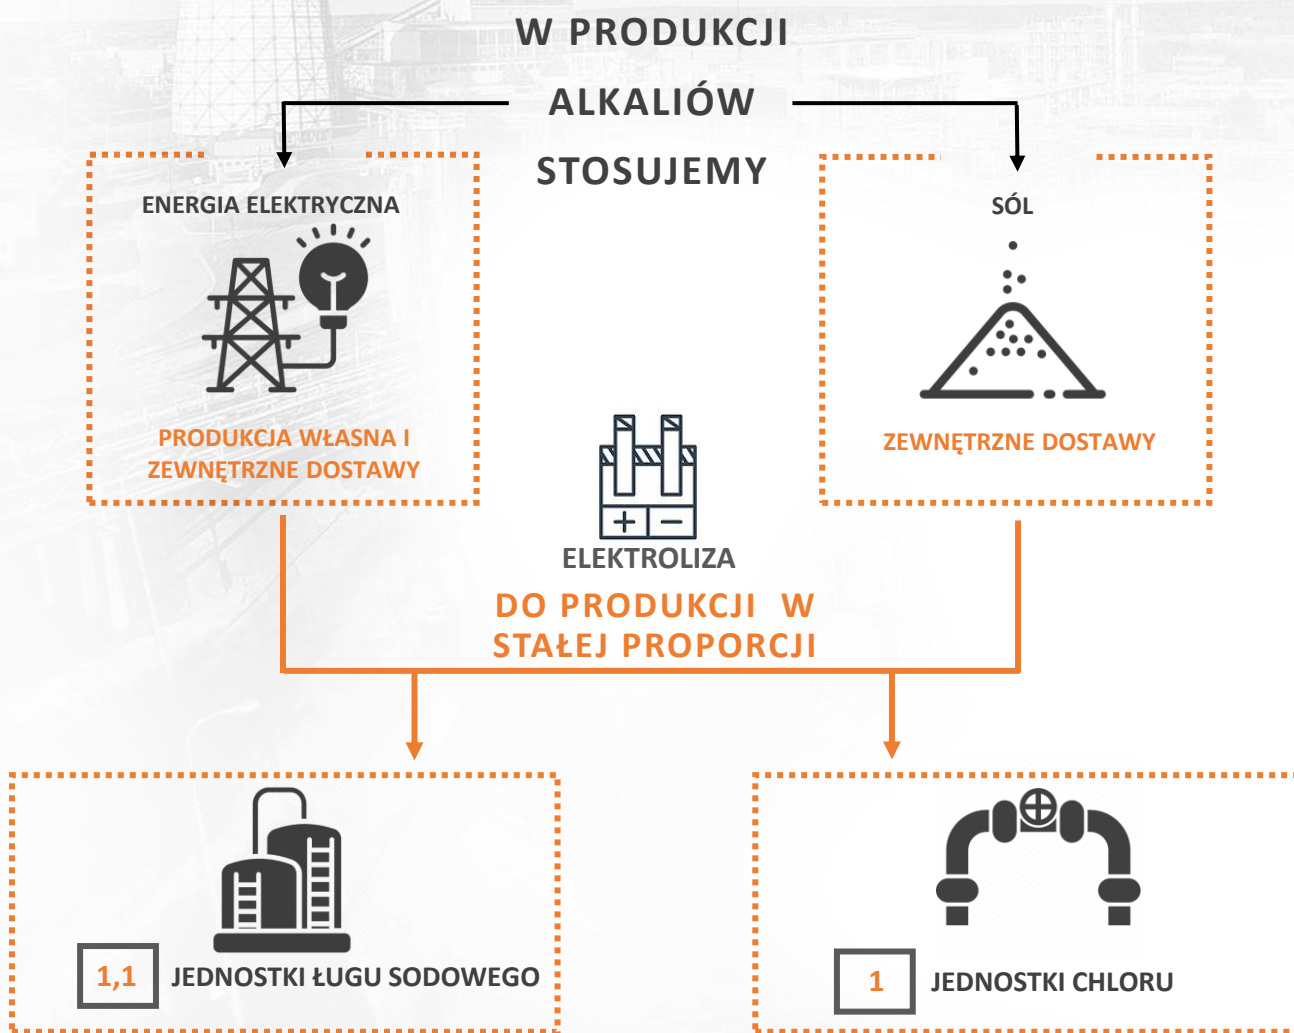 W PRODUKCJI
ALKALIÓW
STOSUJEMY
ENERGIA ELEKTRYCZNA
PRODUKCJA WŁASNA I
ZEWNĘTRZNE DOSTAWY
SÓL
ZEWNĘTRZNE DOSTAWY
+ −
ELEKTROLIZA
DO PRODUKCJI W
STAŁEJ PROPORCJI
1,1 JEDNOSTKI ŁUGU SODOWEGO
1 JEDNOSTKI CHLORU